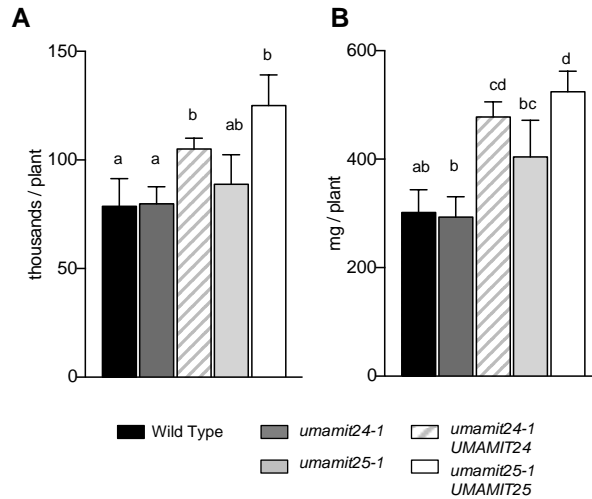 A
B
thousands / plant
150
100
50
0
a
a
b
ab
b
mg / plant
600
400
200
0
ab
b
cd
bc
d
Wild Type
umamit24-1
umamit24-1
UMAMIT24
umamit25-1
umamit25-1
UMAMIT25